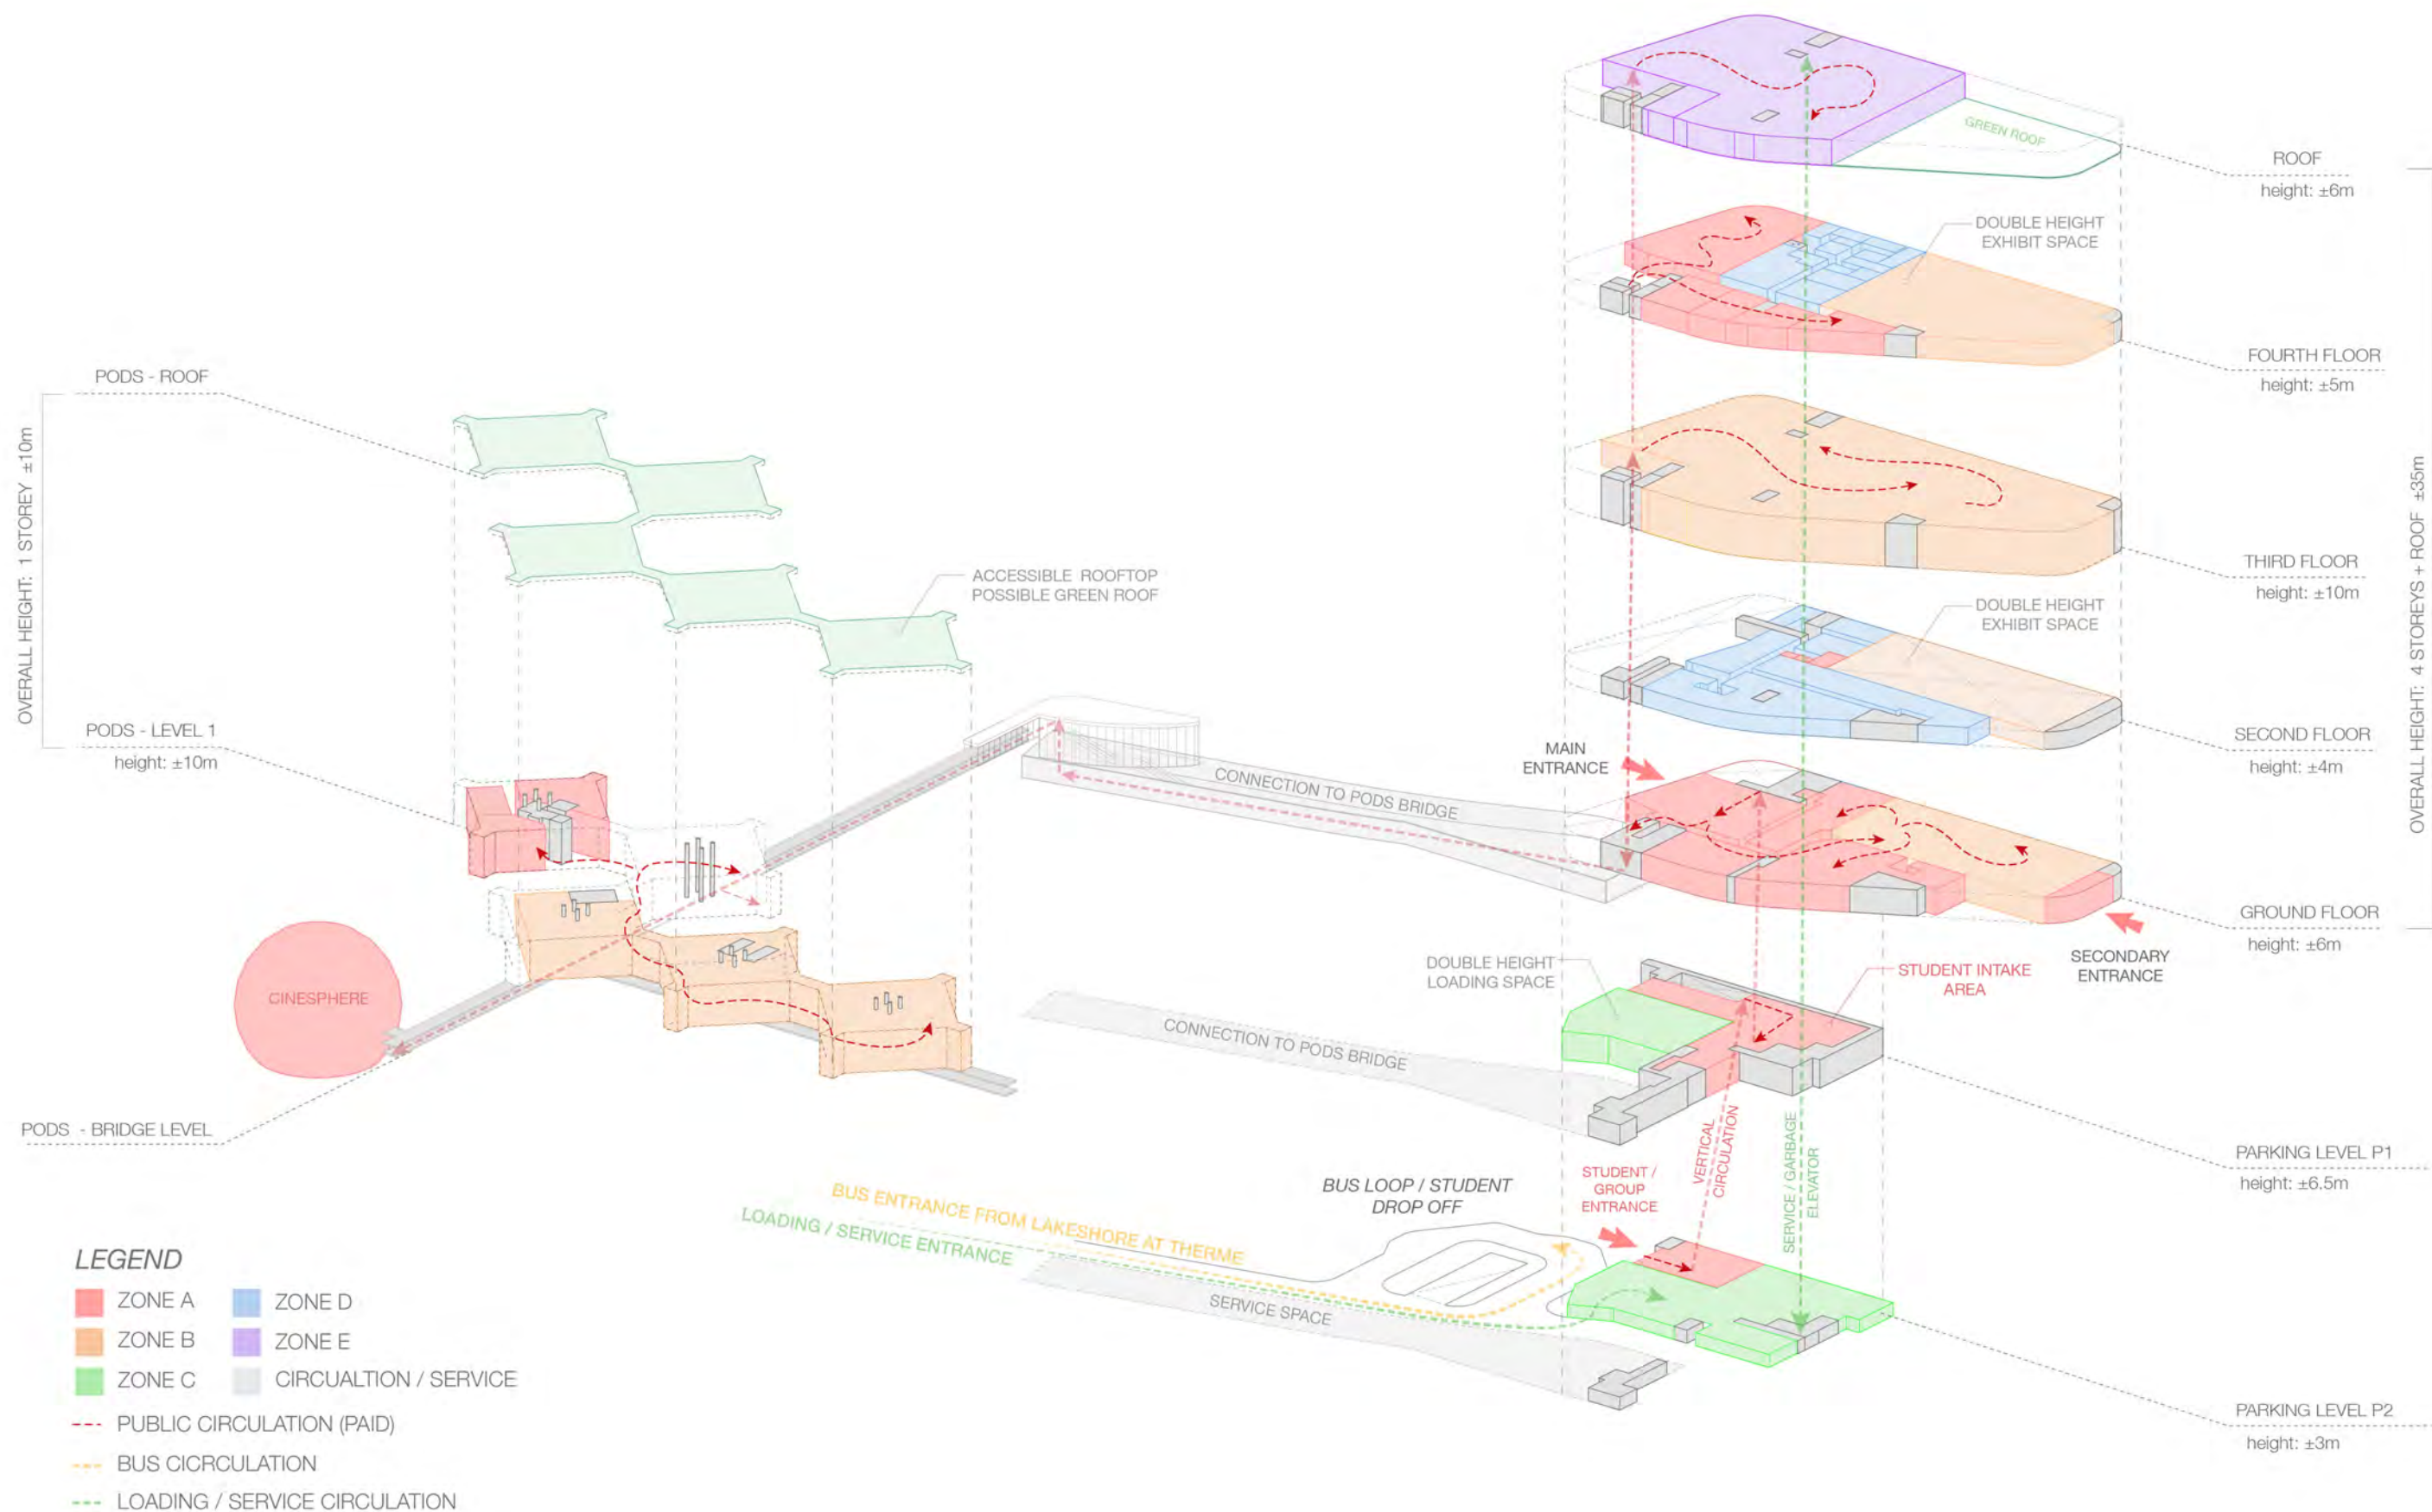 OVERALL HEIGHT: 1 STOREY ±10m
PODS - ROOF
PODS - LEVEL 1
height: ±10m
PODS - BRIDGE LEVEL
CINESPHERE
ACCESSIBLE ROOFTOP
POSSIBLE GREEN ROOF
CONNECTION TO PODS BRIDGE
CONNECTION TO PODS BRIDGE
BUS ENTRANCE FROM LAKESHORE AT THERME
LOADING / SERVICE ENTRANCE
SERVICE SPACE
BUS LOOP / STUDENT
DROP OFF
STUDENT /
GROUP
ENTRANCE
VERTICAL
CIRCULATION
SERVICE / GARBAGE
ELEVATOR
DOUBLE HEIGHT
LOADING SPACE
STUDENT INTAKE
AREA
MAIN
ENTRANCE
SECONDARY
ENTRANCE
DOUBLE HEIGHT
EXHIBIT SPACE
DOUBLE HEIGHT
EXHIBIT SPACE
GREEN ROOF
ROOF
height: ±6m
FOURTH FLOOR
height: ±5m
THIRD FLOOR
height: ±10m
SECOND FLOOR
height: ±4m
GROUND FLOOR
height: ±6m
PARKING LEVEL P1
height: ±6.5m
PARKING LEVEL P2
height: ±3m
OVERALL HEIGHT: 4 STOREYS + ROOF ±35m
LEGEND
ZONE A
ZONE D
ZONE B
ZONE E
ZONE C
CIRCUALTION / SERVICE
PUBLIC CIRCULATION (PAID)
BUS CICRCULATION
LOADING / SERVICE CIRCULATION